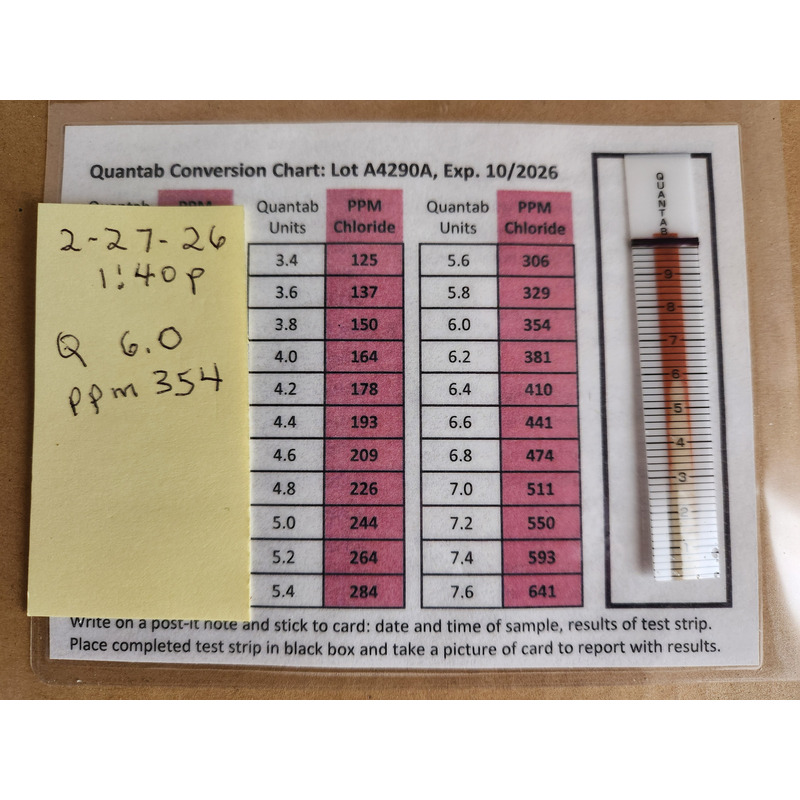 Quantab Conversion Chart: Lot A4290A, Exp. 10/2026
2-27-26
1:40p
Q 6.0
ppm 354
Quantab PPM
Quantab PPM
Quantab PPM
Units Chloride
Units Chloride
3.4 125
3.6 137
3.8 150
4.0 164
4.2 178
4.4 193
4.6 209
4.8 226
5.0 244
5.2 264
5.4 284
5.6 306
5.8 329
6.0 354
6.2 381
6.4 410
6.6 441
6.8 474
7.0 511
7.2 550
7.4 593
7.6 641
QUANTAB
9
8
7
6
5
4
3
2
Write on a post-it note and stick to card: date and time of sample, results of test strip.
Place completed test strip in black box and take a picture of card to report with results.